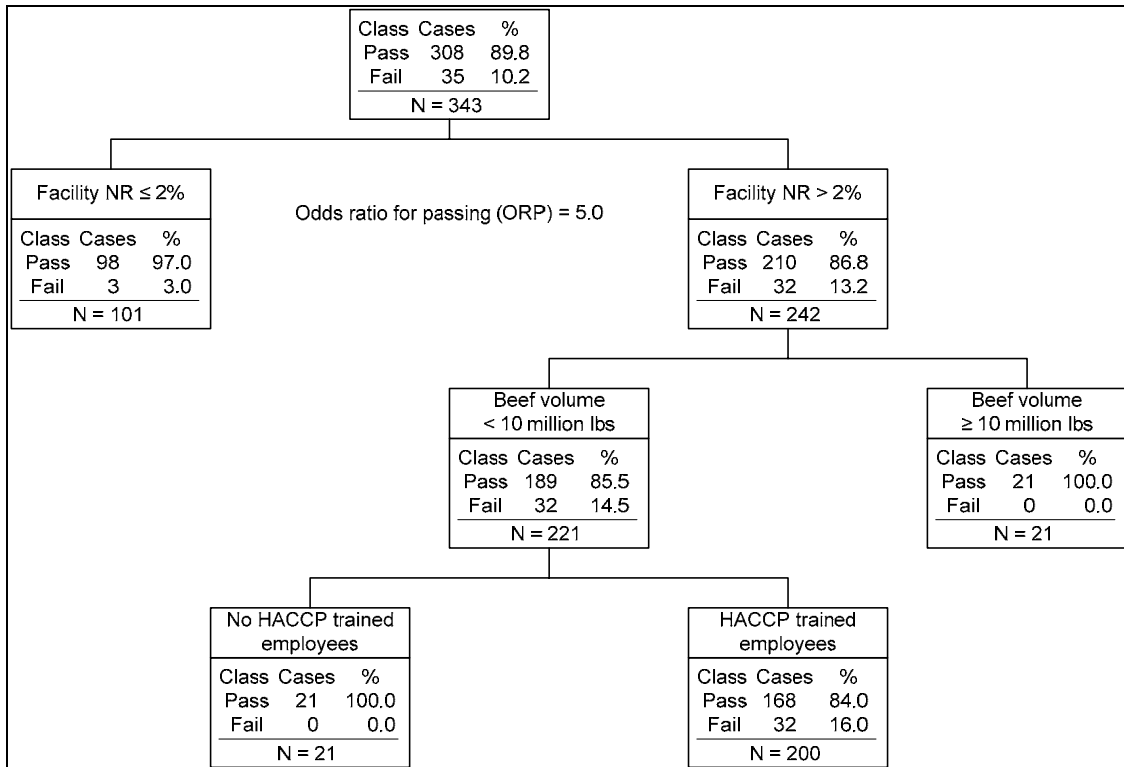 Class Cases %
Pass 308 89.8
Fail 35 10.2
N = 343
Facility NR ≤ 2%
Class Cases %
Pass 98 97.0
Fail 3 3.0
N = 101
Odds ratio for passing (ORP) = 5.0
Facility NR > 2%
Class Cases %
Pass 210 86.8
Fail 32 13.2
N = 242
Beef volume
< 10 million lbs
Class Cases %
Pass 189 85.5
Fail 32 14.5
N = 221
Beef volume
≥ 10 million lbs
Class Cases %
Pass 21 100.0
Fail 0 0.0
N = 21
No HACCP trained
employees
Class Cases %
Pass 21 100.0
Fail 0 0.0
N = 21
HACCP trained
employees
Class Cases %
Pass 168 84.0
Fail 32 16.0
N = 200